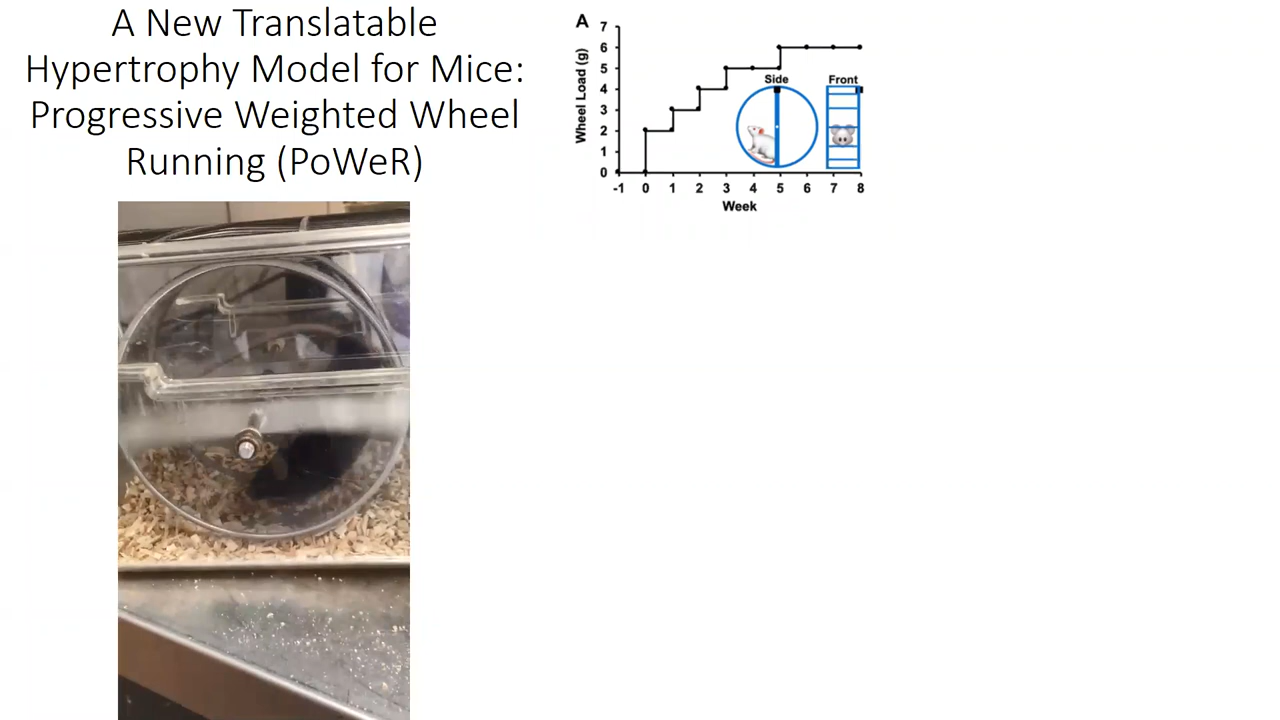 A New Translatable
Hypertrophy Model for Mice:
Progressive Weighted Wheel
Running (PoWeR)
A
7
6
5
4
3
2
1
0
Wheel Load (g)
Side
Front
-1 0 1 2 3 4 5 6 7 8
Week